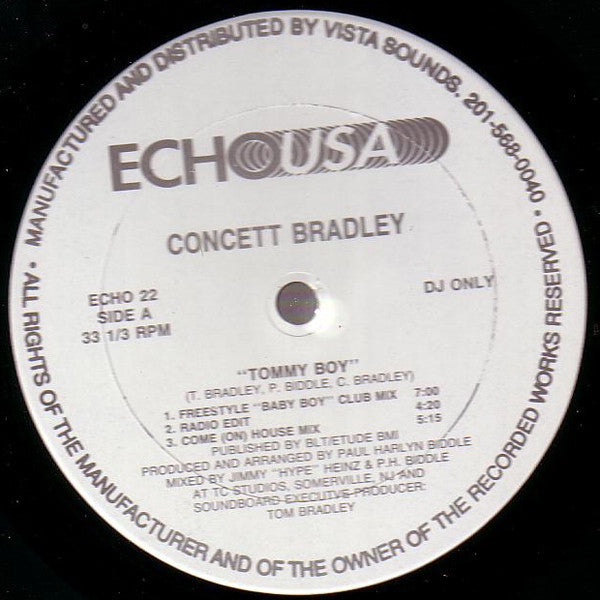 • MANUFACTURED AND DISTRIBUTED BY VISTA SOUNDS. 201-568-0040 •
ECHO USA
CONCETT BRADLEY
ECHO 22
SIDE A
33 1/3 RPM
DJ ONLY
"TOMMY BOY"
(T. BRADLEY, P. BIDDLE, C. BRADLEY)
1. FREESTYLE "BABY BOY" CLUB MIX 7:00
2. RADIO EDIT 4:20
3. COME (ON) HOUSE MIX 5:15
PUBLISHED BY BLT/ETUDE BMI
PRODUCED AND ARRANGED BY PAUL HARLYN BIDDLE
MIXED BY JIMMY "HYPE" HEINZ & P.H. BIDDLE
AT TC STUDIOS, SOMERVILLE, NJ AND
SOUNDBOARD EXECUTIVE PRODUCER:
TOM BRADLEY
ALL RIGHTS OF THE MANUFACTURER AND OF THE OWNER OF THE RECORDED WORKS RESERVED